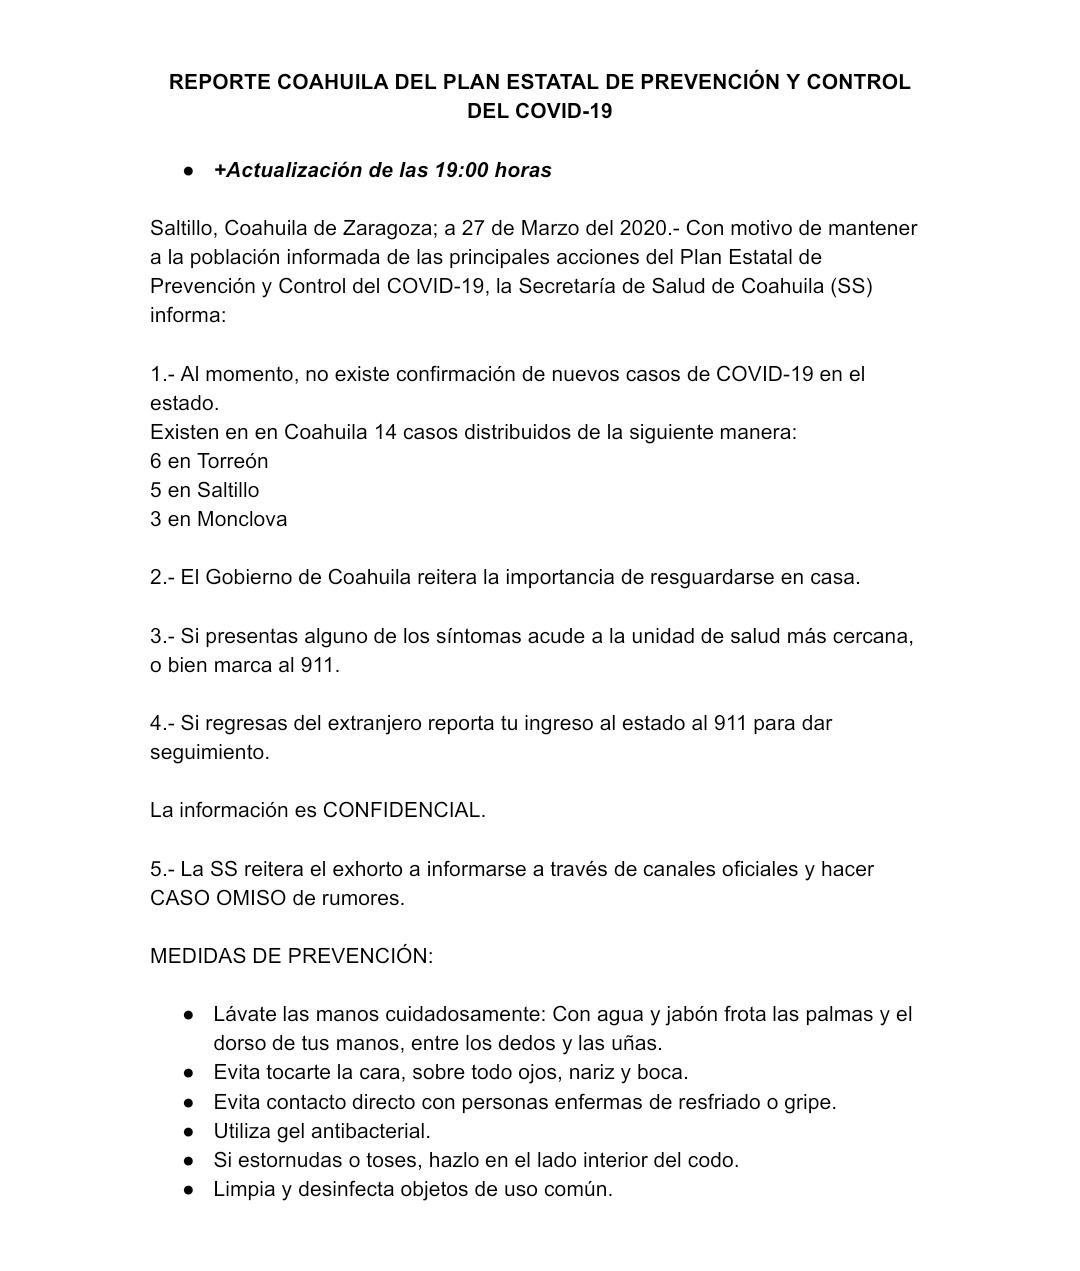 REPORTE COAHUILA DEL PLAN ESTATAL DE PREVENCIÓN Y CONTROL
DEL COVID-19
● +Actualización de las 19:00 horas
Saltillo, Coahuila de Zaragoza; a 27 de Marzo del 2020.- Con motivo de mantener
a la población informada de las principales acciones del Plan Estatal de
Prevención y Control del COVID-19, la Secretaría de Salud de Coahuila (SS)
informa:
1.- Al momento, no existe confirmación de nuevos casos de COVID-19 en el
estado.
Existen en en Coahuila 14 casos distribuidos de la siguiente manera:
6 en Torreón
5 en Saltillo
3 en Monclova
2.- El Gobierno de Coahuila reitera la importancia de resguardarse en casa.
3.- Si presentas alguno de los síntomas acude a la unidad de salud más cercana,
o bien marca al 911.
4.- Si regresas del extranjero reporta tu ingreso al estado al 911 para dar
seguimiento.
La información es CONFIDENCIAL.
5.- La SS reitera el exhorto a informarse a través de canales oficiales y hacer
CASO OMISO de rumores.
MEDIDAS DE PREVENCIÓN:
● Lávate las manos cuidadosamente: Con agua y jabón frota las palmas y el
dorso de tus manos, entre los dedos y las uñas.
● Evita tocarte la cara, sobre todo ojos, nariz y boca.
● Evita contacto directo con personas enfermas de resfriado o gripe.
● Utiliza gel antibacterial.
● Si estornudas o toses, hazlo en el lado interior del codo.
● Limpia y desinfecta objetos de uso común.